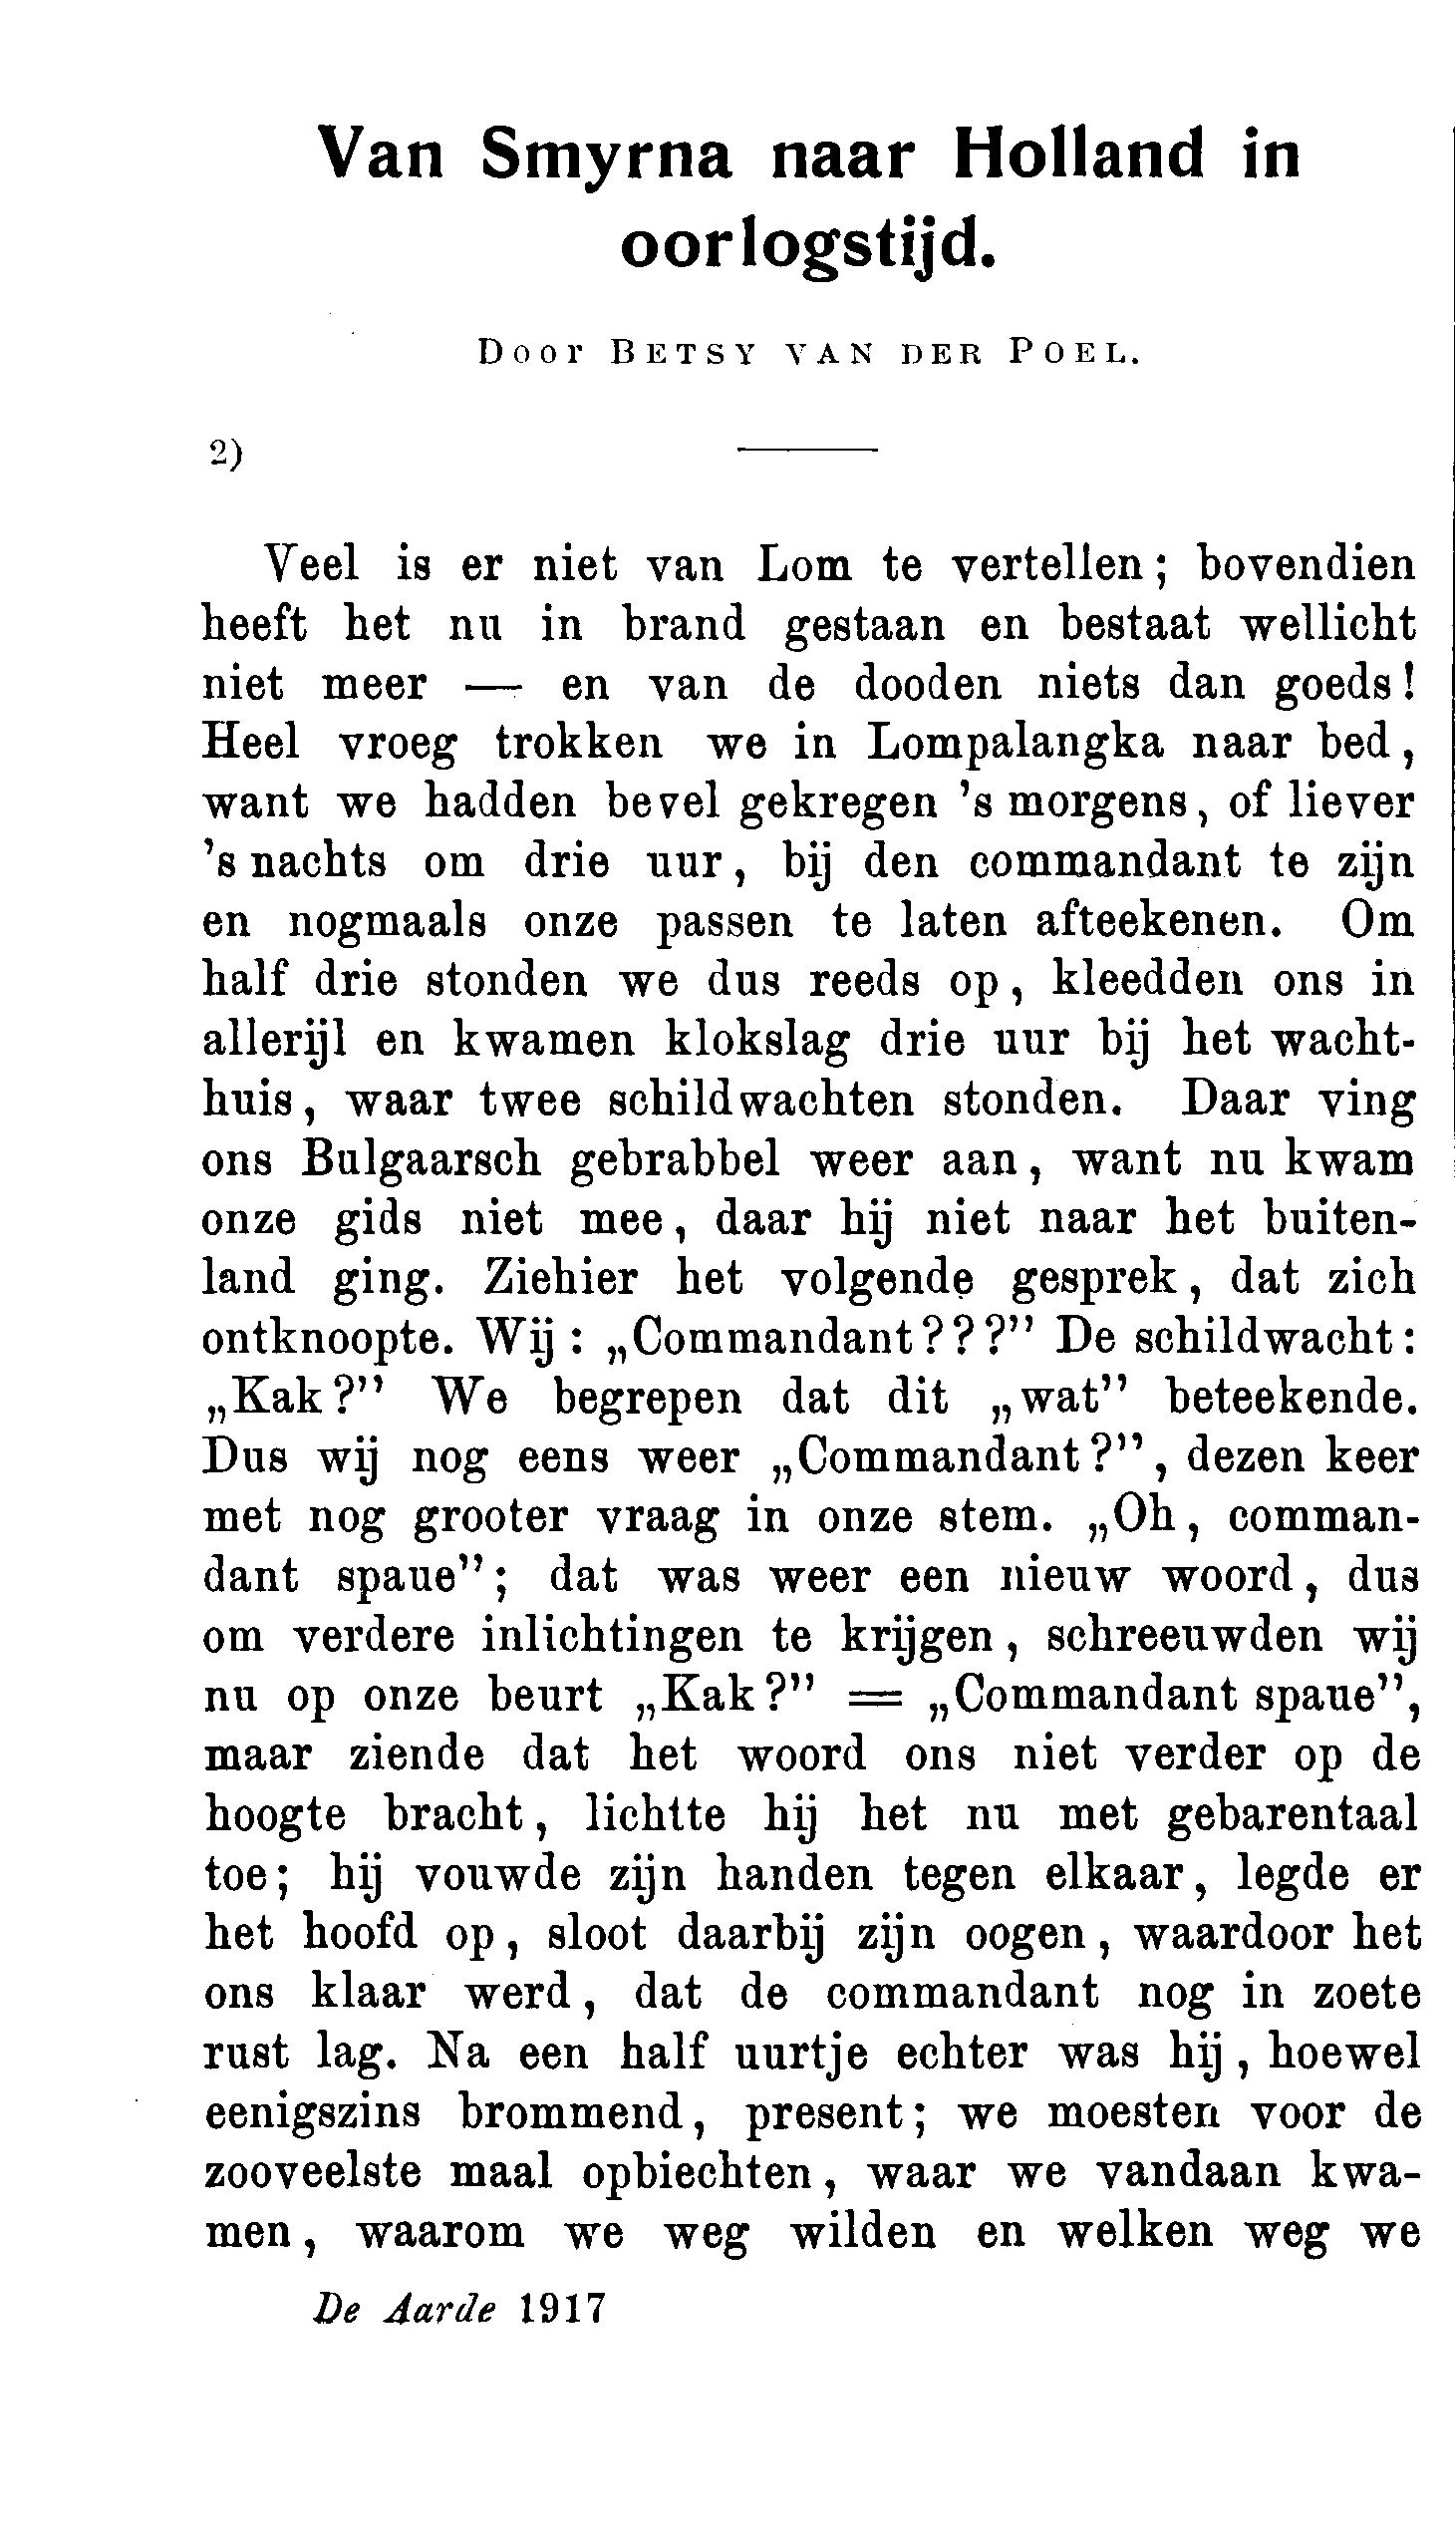 Van Smyrna naar Holland in
oorlogstijd.
Door BETSY VAN DER POEL.
2)
Veel is er niet van Lom te vertellen; bovendien
heeft het nu in brand gestaan en bestaat wellicht
niet meer — en van de dooden niets dan goeds!
Heel vroeg trokken we in Lompalangka naar bed,
want we hadden bevel gekregen 's morgens, of liever
's nachts om drie uur, bij den commandant te zijn
en nogmaals onze passen te laten afteekenen. Om
half drie stonden we dus reeds op, kleedden ons in
allerijl en kwamen klokslag drie uur bij het wacht-
huis, waar twee schildwachten stonden. Daar ving
ons Bulgaarsch gebrabbel weer aan, want nu kwam
onze gids niet mee, daar hij niet naar het buiten-
land ging. Ziehier het volgende gesprek, dat zich
ontknoopte. Wij: „Commandant???” De schildwacht:
„Kak?” We begrepen dat dit „wat” beteekende.
Dus wij nog eens weer „Commandant?”, dezen keer
met nog grooter vraag in onze stem. „Oh, comman-
dant spaue”; dat was weer een nieuw woord, dus
om verdere inlichtingen te krijgen, schreeuwden wij
nu op onze beurt „Kak?” = „Commandant spaue”,
maar ziende dat het woord ons niet verder op de
hoogte bracht, lichtte hij het nu met gebarentaal
toe; hij vouwde zijn handen tegen elkaar, legde er
het hoofd op, sloot daarbij zijn oogen, waardoor het
ons klaar werd, dat de commandant nog in zoete
rust lag. Na een half uurtje echter was hij, hoewel
eenigszins brommend, present; we moesten voor de
zooveelste maal opbiechten, waar we vandaan kwa-
men, waarom we weg wilden en welken weg we
De Aarde 1917